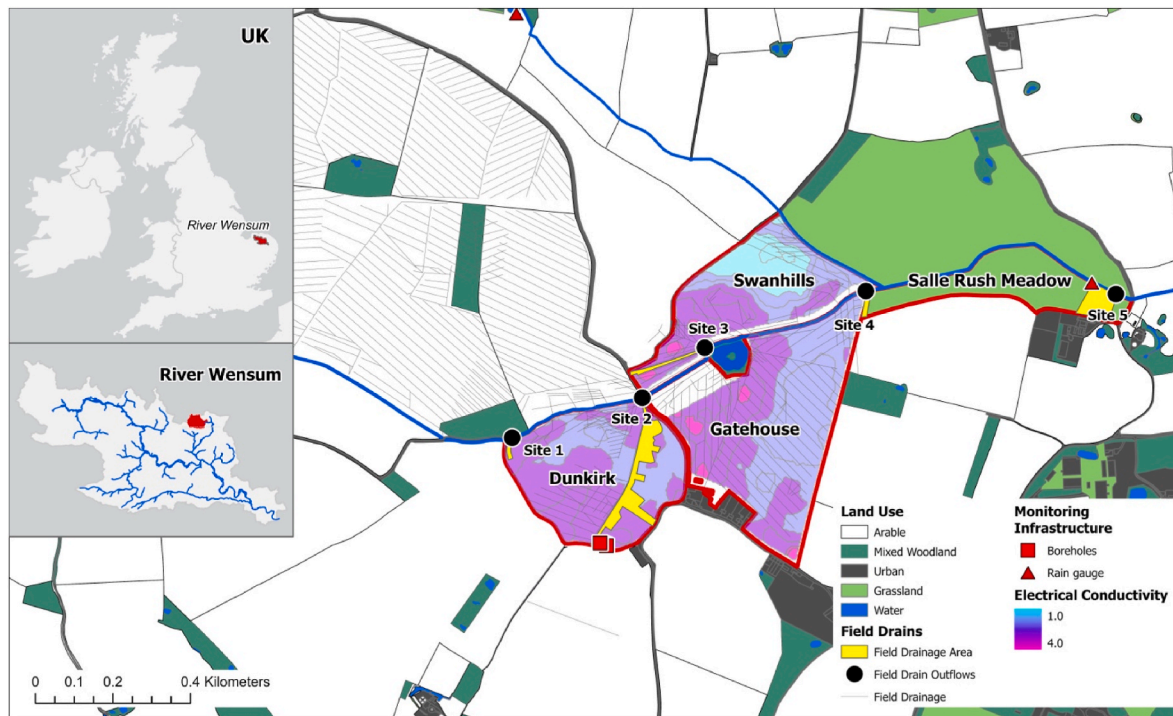 UK
River Wensum
River Wensum
Swanhills
Salle Rush Meadow
Site 5
Site 4
Site 3
Site 2
Gatehouse
Site 1
Dunkirk
0 0.1 0.2 0.4 Kilometers
Land Use
Arable
Mixed Woodland
Urban
Grassland
Water
Field Drains
Field Drainage Area
Field Drain Outflows
Field Drainage
Monitoring
Infrastructure
Boreholes
Rain gauge
Electrical Conductivity
1.0
4.0